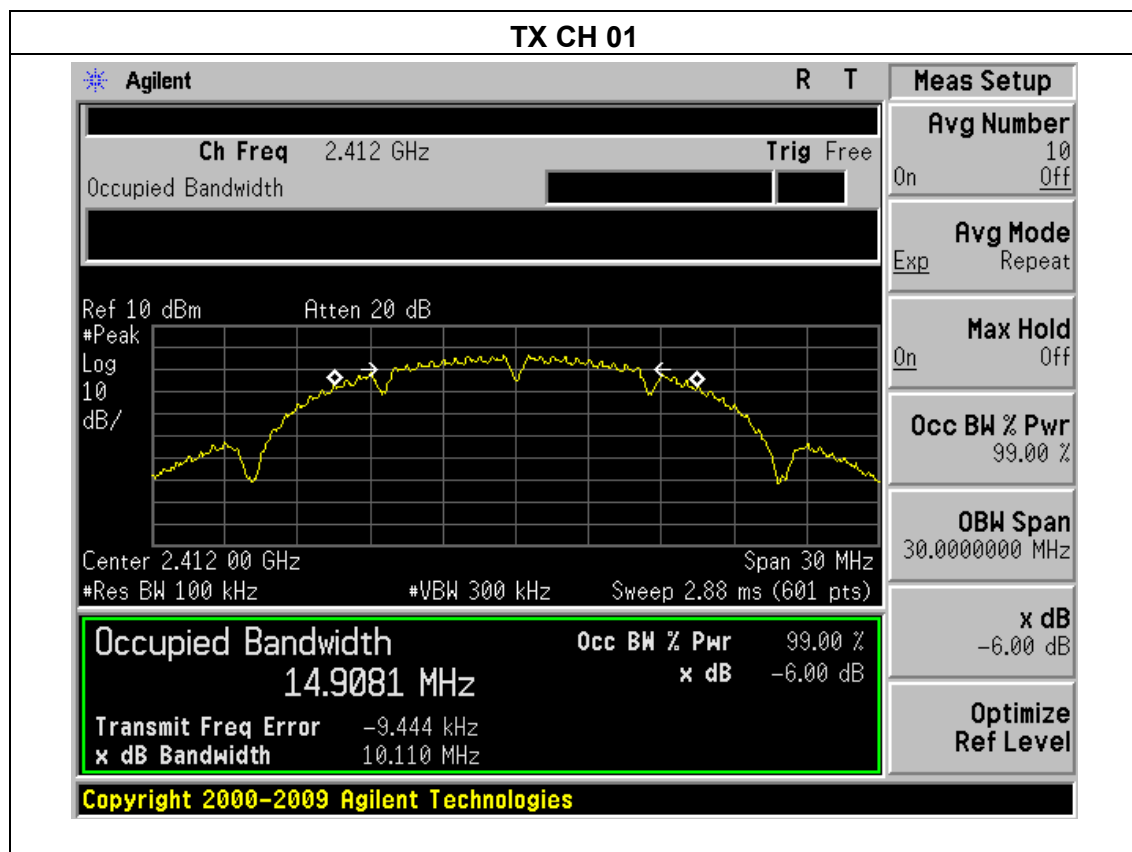 TX CH 01
Agilent R T Meas Setup
Ch Freq 2.412 GHz Trig Free
Occupied Bandwidth
Avg Number
10
On Off
Avg Mode
Exp Repeat
Max Hold
On Off
Occ BW % Pwr
99.00 %
OBW Span
30.0000000 MHz
x dB
-6.00 dB
Optimize
Ref Level
Ref 10 dBm Atten 20 dB
#Peak
Log
10
dB/
Center 2.412 00 GHz Span 30 MHz
#Res BW 100 kHz #VBW 300 kHz Sweep 2.88 ms (601 pts)
Occupied Bandwidth Occ BW % Pwr 99.00 %
14.9081 MHz x dB -6.00 dB
Transmit Freq Error -9.444 kHz
x dB Bandwidth 10.110 MHz
Copyright 2000-2009 Agilent Technologies